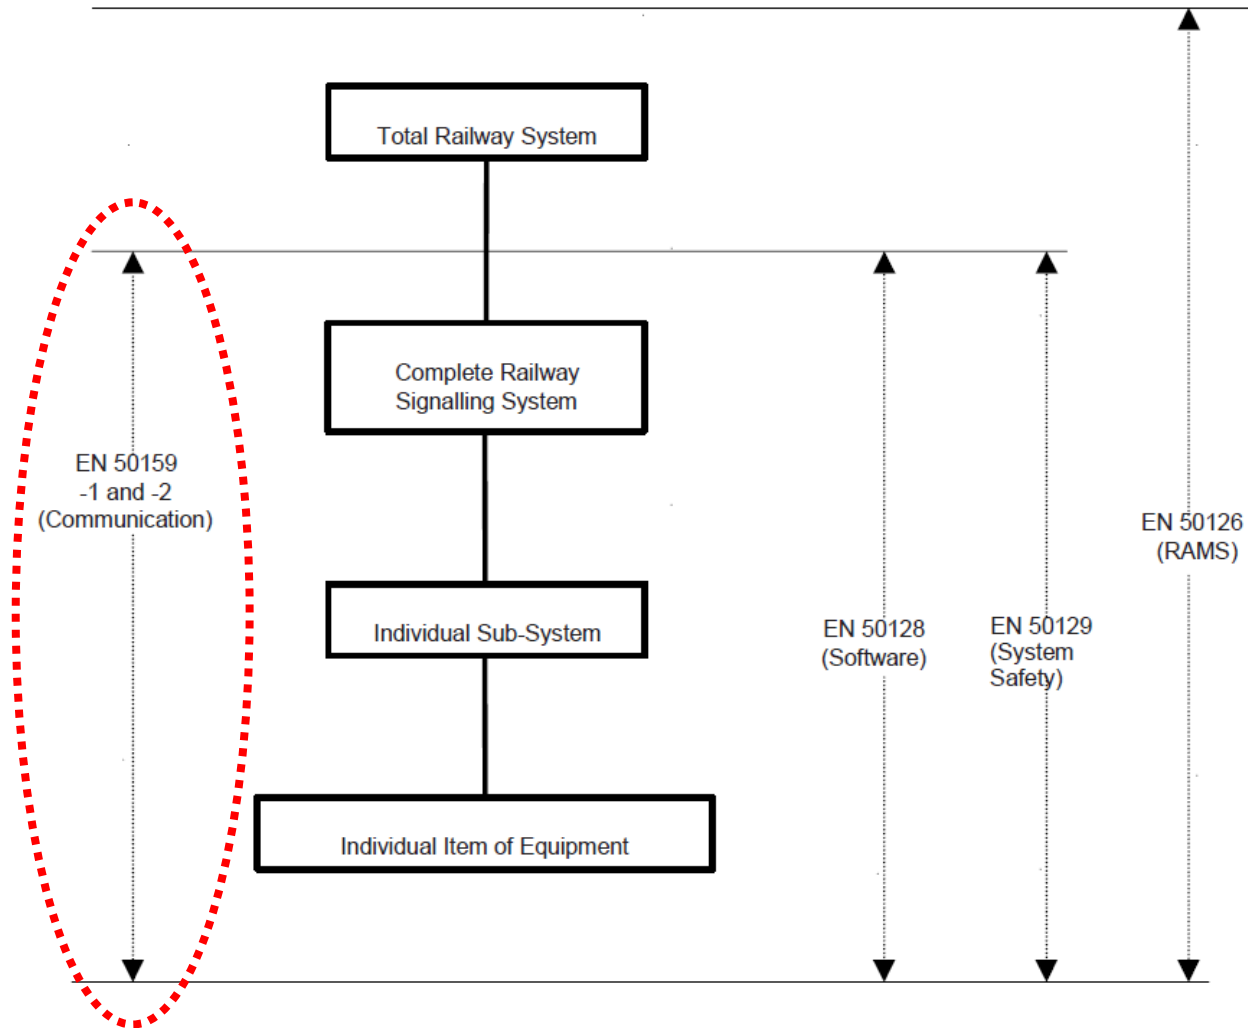 Total Railway System
Complete Railway
Signalling System
EN 50159
-1 and -2
(Communication)
EN 50126
(RAMS)
Individual Sub-System
EN 50128
(Software)
EN 50129
(System
Safety)
Individual Item of Equipment